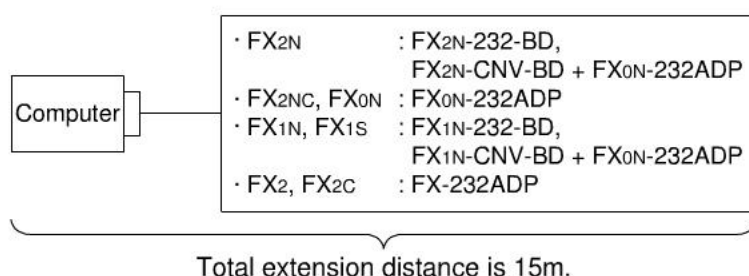 Computer
· FX2N : FX2N-232-BD,
FX2N-CNV-BD + FX0N-232ADP
· FX2NC, FX0N : FX0N-232ADP
· FX1N, FX1S : FX1N-232-BD,
FX1N-CNV-BD + FX0N-232ADP
· FX2, FX2C : FX-232ADP
Total extension distance is 15m.